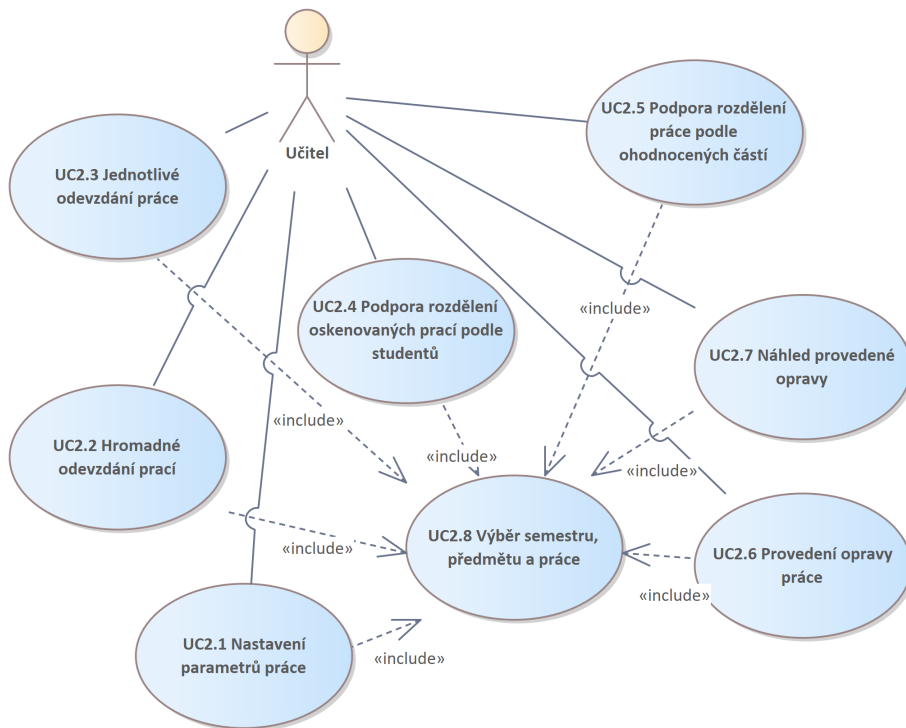 Učitel
UC2.5 Podpora rozdělení
práce podle
ohodnocených částí
UC2.3 Jednotlivé
odevzdání práce
UC2.4 Podpora rozdělení
oskenovaných prací podle
studentů
«include»
UC2.7 Náhled provedené
opravy
«include»
UC2.2 Hromadné
odevzdání prací
«include»
«include»
UC2.8 Výběr semestru,
předmětu a práce
«include»
UC2.6 Provedení opravy
práce
«include»
UC2.1 Nastavení
parametrů práce
«include»